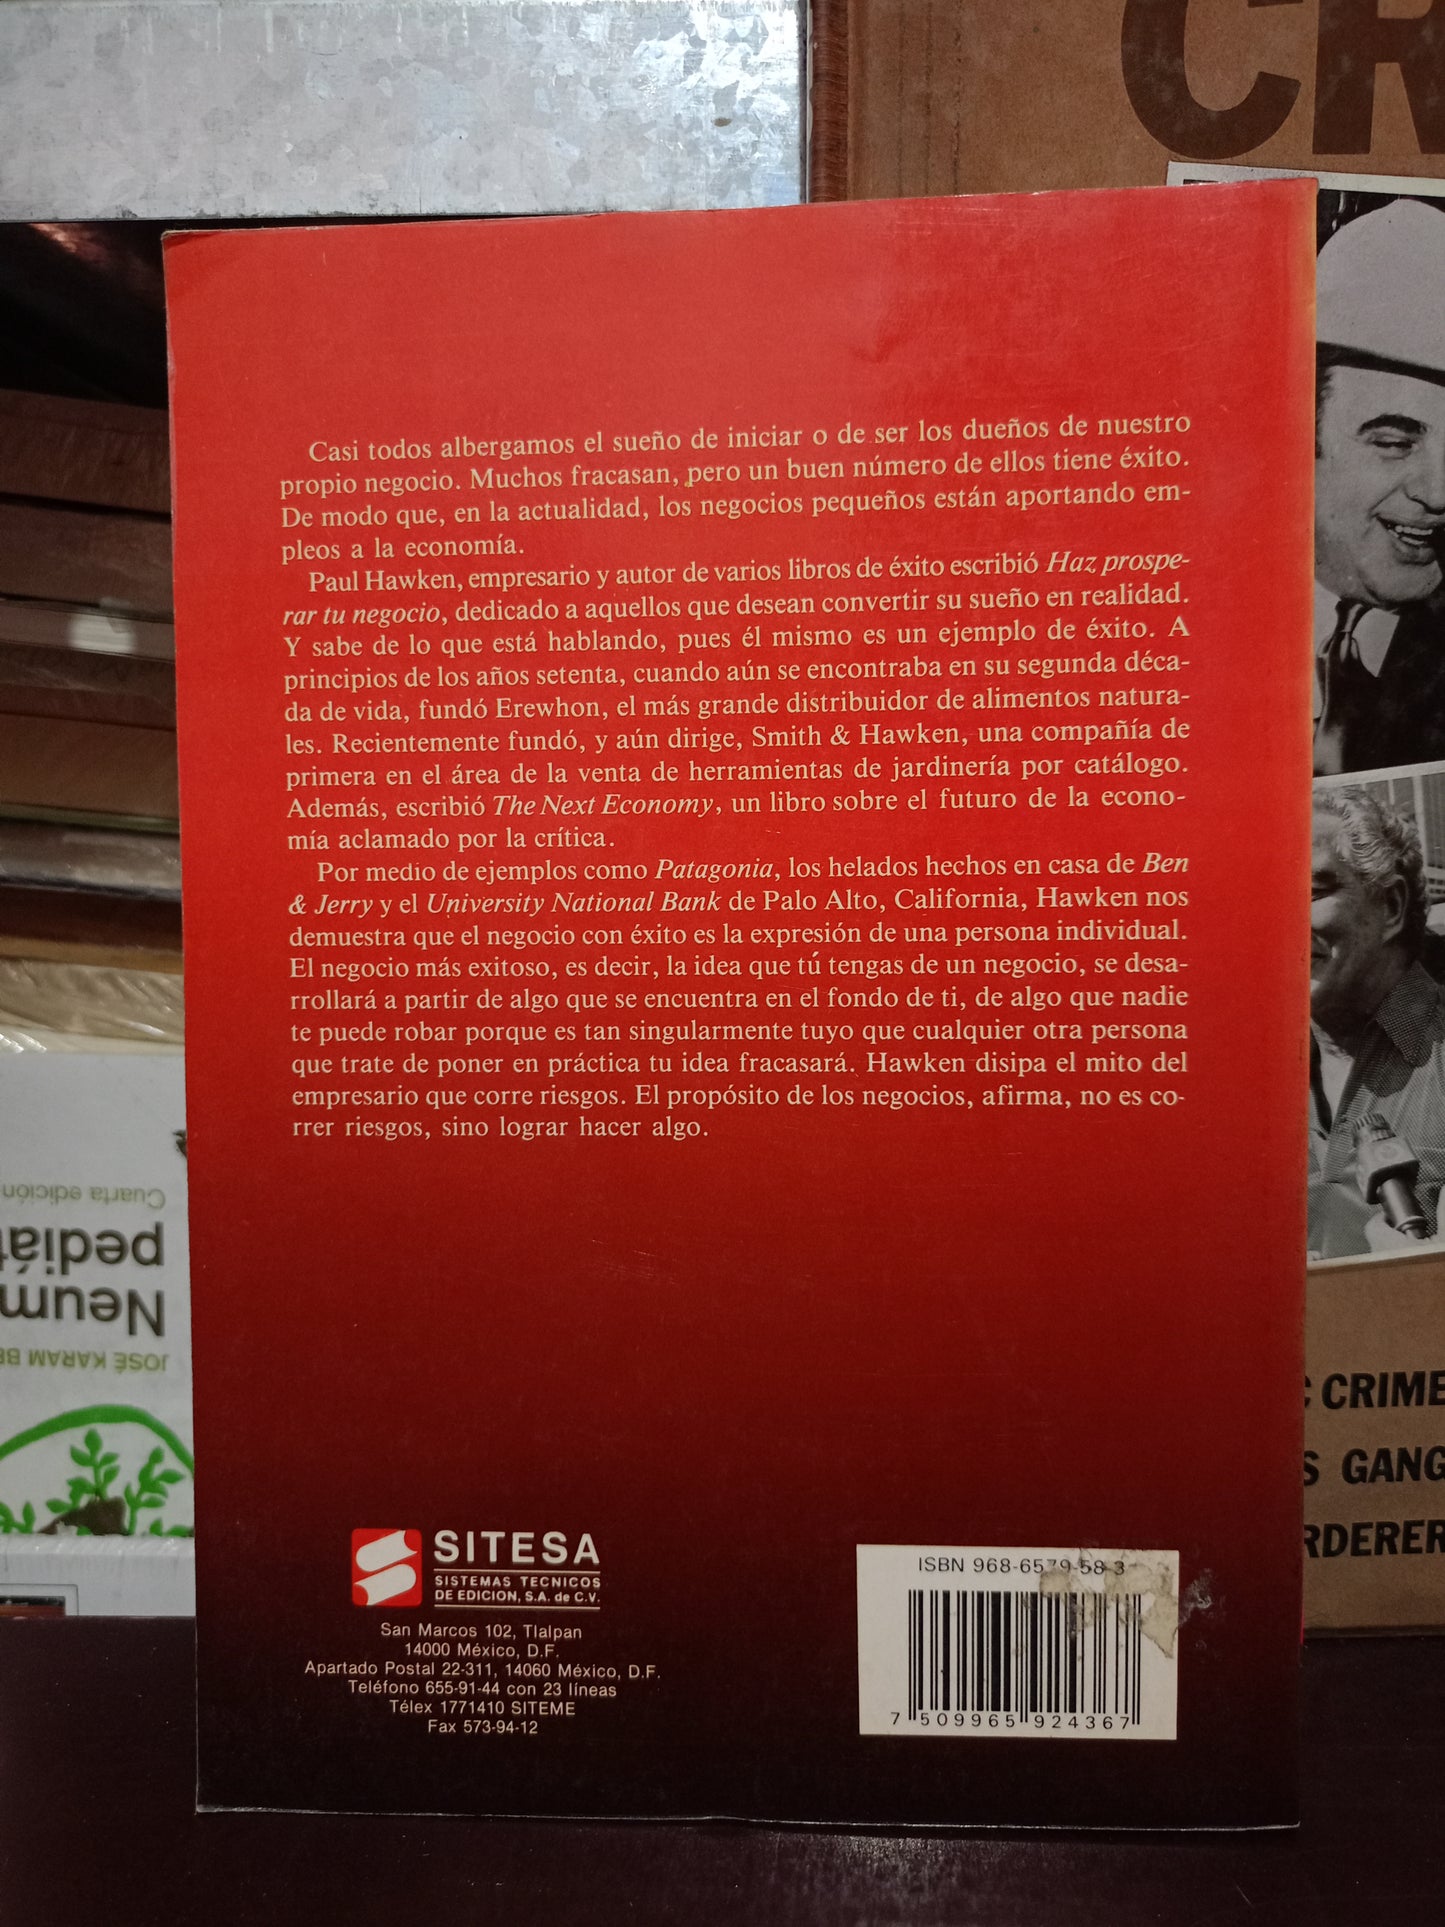 CR
Casi todos albergamos el sueño de iniciar o de ser los dueños de nuestro
propio negocio. Muchos fracasan, pero un buen número de ellos tiene éxito.
De modo que, en la actualidad, los negocios pequeños están aportando em-
pleos a la economía.
Paul Hawken, empresario y autor de varios libros de éxito escribió Haz prospe-
rar tu negocio, dedicado a aquellos que desean convertir su sueño en realidad.
Y sabe de lo que está hablando, pues él mismo es un ejemplo de éxito. A
principios de los años setenta, cuando aún se encontraba en su segunda déca-
da de vida, fundó Erewhon, el más grande distribuidor de alimentos natura-
les. Recientemente fundó, y aún dirige, Smith & Hawken, una compañía de
primera en el área de la venta de herramientas de jardinería por catálogo.
Además, escribió The Next Economy, un libro sobre el futuro de la econo-
mía aclamado por la crítica.
Por medio de ejemplos como Patagonia, los helados hechos en casa de Ben
& Jerry y el University National Bank de Palo Alto, California, Hawken nos
demuestra que el negocio con éxito es la expresión de una persona individual.
El negocio más exitoso, es decir, la idea que tú tengas de un negocio, se desa-
rrollará a partir de algo que se encuentra en el fondo de ti, de algo que nadie
te puede robar porque es tan singularmente tuyo que cualquier otra persona
que trate de poner en práctica tu idea fracasará. Hawken disipa el mito del
empresario que corre riesgos. El propósito de los negocios, afirma, no es co-
rrer riesgos, sino lograr hacer algo.
SITESA
SISTEMAS TECNICOS
DE EDICION, S.A. de C.V.
San Marcos 102, Tlalpan
14000 México, D.F.
Apartado Postal 22-311, 14060 México, D.F.
Teléfono 655-91-44 con 23 líneas
Télex 1771410 SITEME
Fax 573-94-12
ISBN 968-6579-58-3
7 509965 924367
Cuarta edición
pediát
Neum
JOSÉ KARAM BE
C CRIME
S GANG
RDERER